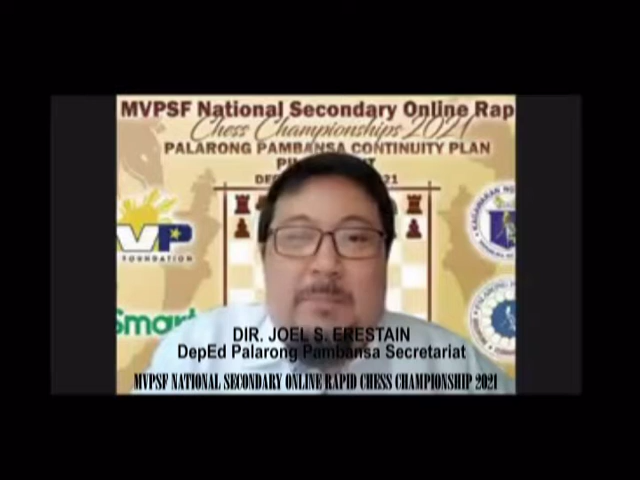 MVPSF National Secondary Online Rap
Chess Championships 2021
PALARONG PAMBANSA CONTINUITY PLAN
VP
FOUNDATION
Smart
DIR. JOEL S. ERESTAIN
DepEd Palarong Pambansa Secretariat
MVPSF NATIONAL SECONDARY ONLINE RAPID CHESS CHAMPIONSHIP 2021